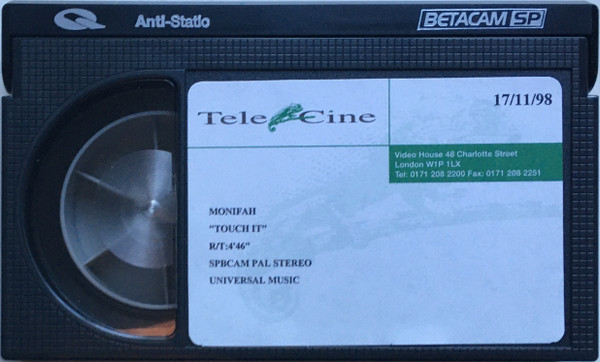 Anti-Static
BETACAM SP
17/11/98
Tele Cine
Video House 48 Charlotte Street
London W1P 1LX
Tel: 0171 208 2200 Fax: 0171 208 2251
MONIFAH
"TOUCH IT"
R/T:4'46"
SPBCAM PAL STEREO
UNIVERSAL MUSIC